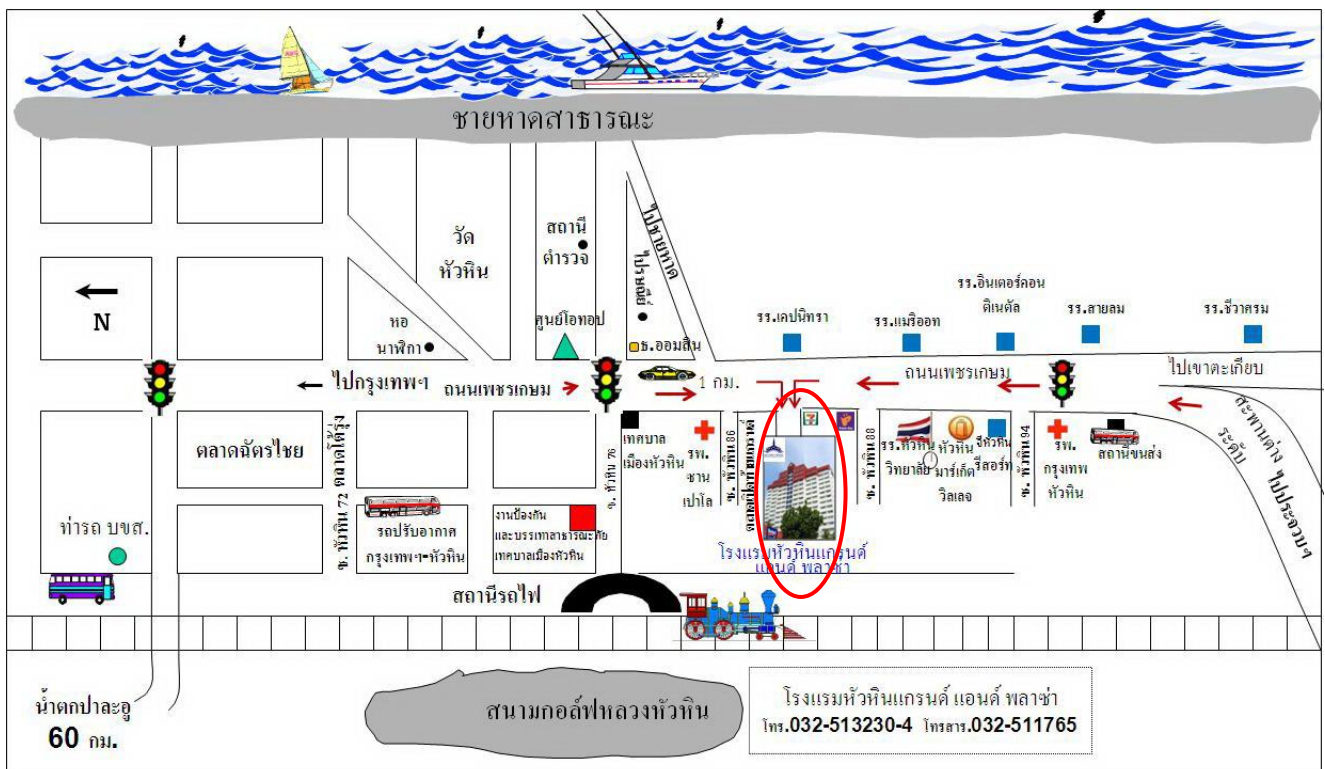 ชายหาดสาธารณะ
วัด
หัวหิน
สถานี
ตำรวจ
ไปรษณีย์
ไปชายหาด
N
หอ
นาฬิกา
ศูนย์โอทอป
ธ.ออมสิน
รร.เคปนิทรา
รร.แมริออท
รร.อินเตอร์คอน
ติเนตัล
รร.สายลม
รร.ชีวาศรม
ไปกรุงเทพฯ
ถนนเพชรเกษม
1 กม.
ถนนเพชรเกษม
ไปเขาตะเกียบ
ตลาดฉัตรไชย
ซ. หัวหิน 72 ตลาดโต้รุ่ง
ซ. หัวหิน 76
เทศบาล
เมืองหัวหิน
รพ.
ซาน
เปาโล
ซ. หัวหิน 86
7
ELEVEN
ซ. หัวหิน 88
รร.หัวหิน
วิทยาลัย
หัวหิน
มาร์เก็ต
วิลเลจ
รีสอร์ท
ซ. หัวหิน 94
รพ.
กรุงเทพ
หัวหิน
สถานีขนส่ง
สะพานต่าง
ระดับ
ไปประจวบฯ
ท่ารถ บขส.
รถปรับอากาศ
กรุงเทพฯ-หัวหิน
งานป้องกัน
และบรรเทาสาธารณะภัย
เทศบาลเมืองหัวหิน
โรงแรมหัวหินแกรนด์
แอนด์ พลาซ่า
สถานีรถไฟ
น้ำตกป่าละอู
60 กม.
สนามกอล์ฟหลวงหัวหิน
โรงแรมหัวหินแกรนด์ แอนด์ พลาซ่า
โทร.032-513230-4 โทรสาร.032-511765